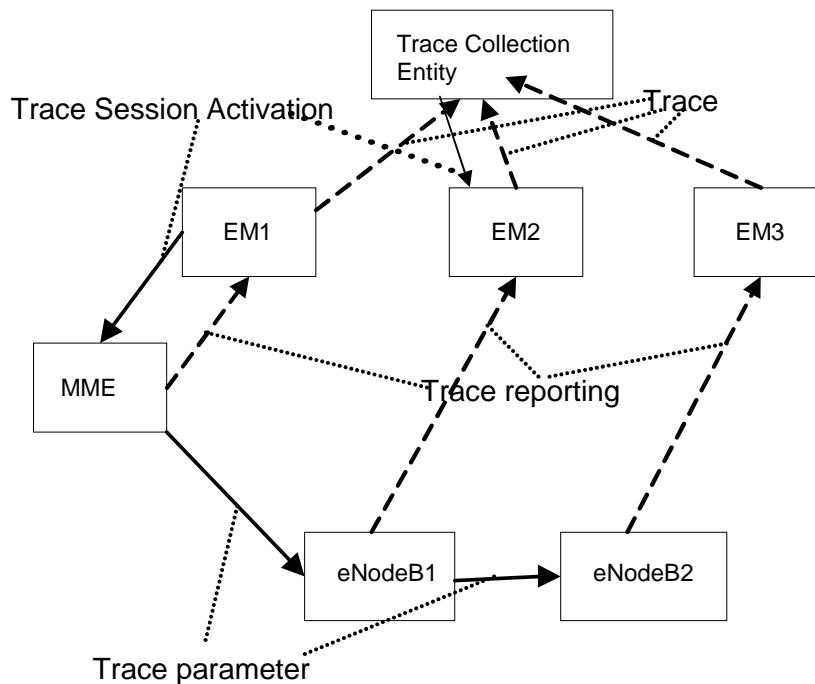 Trace Collection
Entity
Trace Session Activation
Trace
EM1
EM2
EM3
MME
Trace reporting
eNodeB1
eNodeB2
Trace parameter